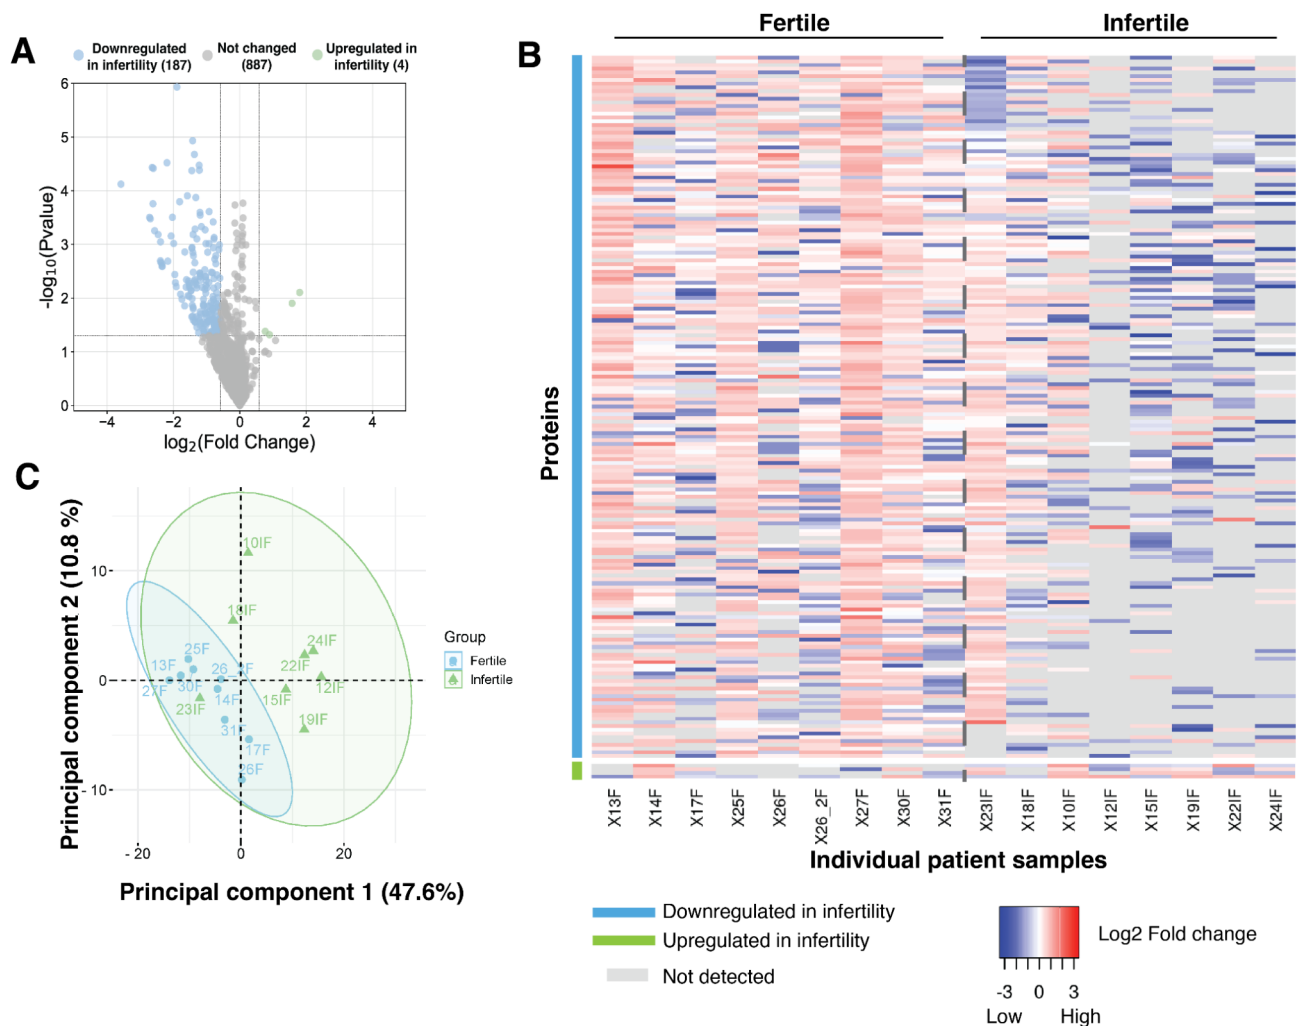 A
Downregulated
in infertility (187)
Not changed
(887)
Upregulated in
infertility (4)
6
5
4
3
2
1
0
-log10(Pvalue)
−4
−2
0
2
4
log2(Fold Change)
B
Fertile
Infertile
Proteins
X13F
X14F
X17F
X25F
X26F
X26_2F
X27F
X30F
X31F
X23IF
X18IF
X10IF
X12IF
X15IF
X19IF
X22IF
X24IF
Individual patient samples
Downregulated in infertility
Upregulated in infertility
Not detected
Log2 Fold change
-3
0
3
Low
High
C
Principal component 2 (10.8 %)
10
0
- 10
10IF
18IF
24IF
22IF
12IF
15IF
19IF
23IF
25F
13F
27F
30F
14F
17F
- 20
0
20
Principal component 1 (47.6%)
Group
Fertile
Infertile